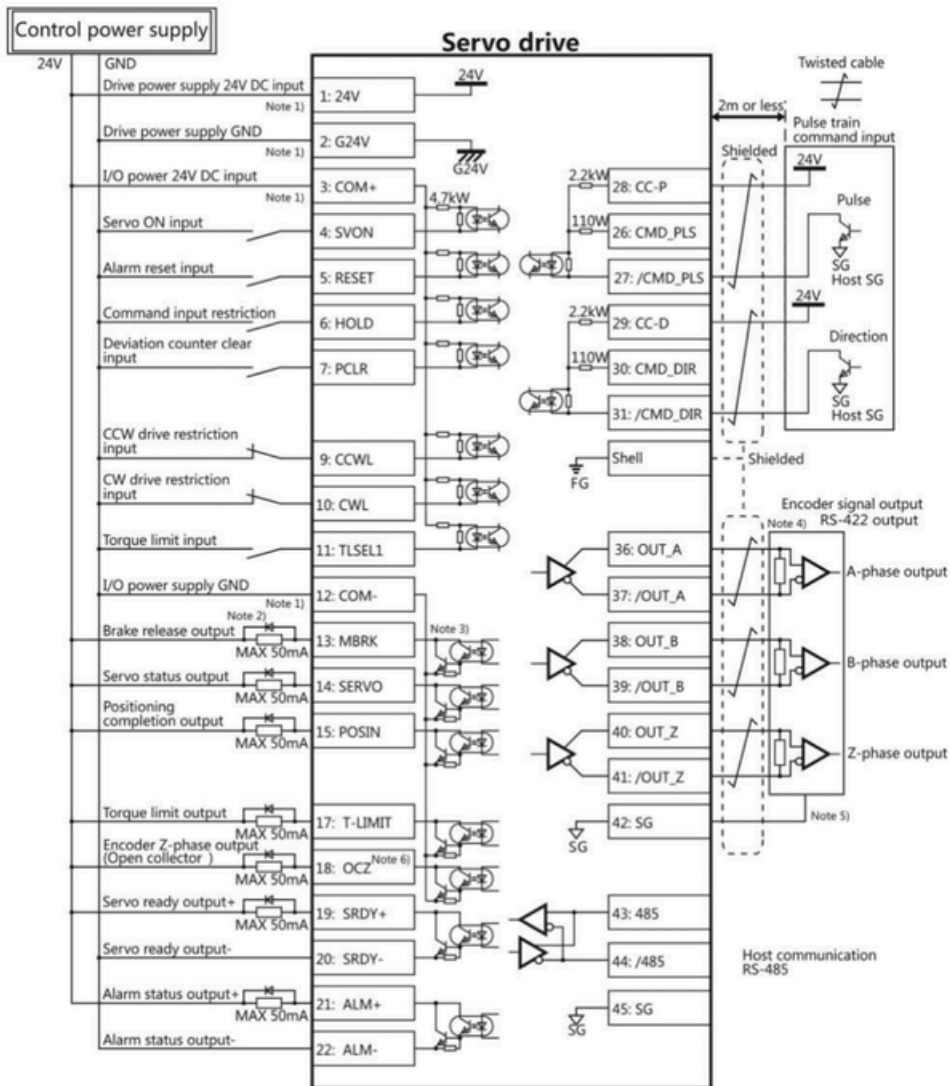 Control power supply
24V GND
Servo drive
Drive power supply 24V DC input
Note 1)
1: 24V
24V
Drive power supply GND
Note 1)
2: G24V
G24V
I/O power 24V DC input
Note 1)
3: COM+
4.7kW
Servo ON input
4: SVON
Alarm reset input
5: RESET
Command input restriction
6: HOLD
Deviation counter clear
input
7: PCLR
CCW drive restriction
input
9: CCWL
CW drive restriction
input
10: CWL
Torque limit input
11: TLSEL1
I/O power supply GND
Note 1)
12: COM-
Brake release output
Note 2)
MAX 50mA
13: MBRK
Note 3)
Servo status output
MAX 50mA
14: SERVO
Positioning
completion output
MAX 50mA
15: POSIN
Torque limit output
MAX 50mA
17: T-LIMIT
Encoder Z-phase output
(Open collector )
MAX 50mA
18: OCZ Note 6)
Servo ready output+
MAX 50mA
19: SRDY+
Servo ready output-
20: SRDY-
Alarm status output+
MAX 50mA
21: ALM+
Alarm status output-
22: ALM-
Twisted cable
2m or less
Pulse train
command input
Shielded
2.2kW
28: CC-P
24V
110W
26: CMD_PLS
Pulse
27: /CMD_PLS
SG
Host SG
2.2kW
29: CC-D
24V
110W
30: CMD_DIR
Direction
31: /CMD_DIR
SG
Host SG
FG
Shell
Shielded
Encoder signal output
RS-422 output
Note 4)
36: OUT_A
37: /OUT_A
A-phase output
38: OUT_B
39: /OUT_B
B-phase output
40: OUT_Z
41: /OUT_Z
Z-phase output
SG
42: SG
Note 5)
43: 485
44: /485
Host communication
RS-485
SG
45: SG